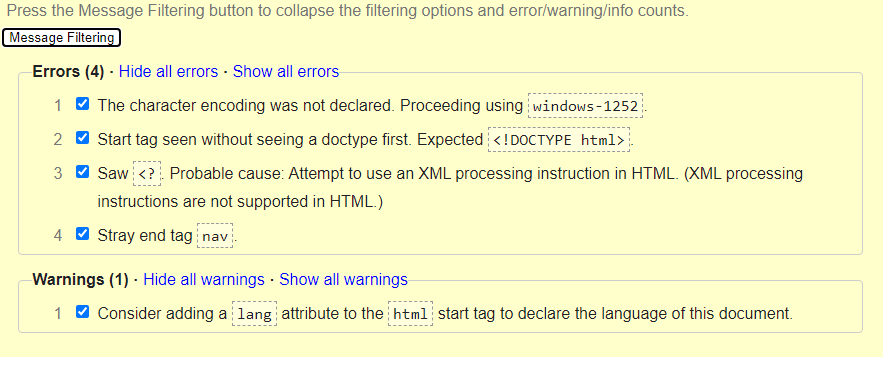 Press the Message Filtering button to collapse the filtering options and error/warning/info counts.
Message Filtering
Errors (4) · Hide all errors · Show all errors
1 The character encoding was not declared. Proceeding using windows-1252.
2 Start tag seen without seeing a doctype first. Expected <!DOCTYPE html>.
3 Saw <?. Probable cause: Attempt to use an XML processing instruction in HTML. (XML processing
instructions are not supported in HTML.)
4 Stray end tag nav.
Warnings (1) · Hide all warnings · Show all warnings
1 Consider adding a lang attribute to the html start tag to declare the language of this document.